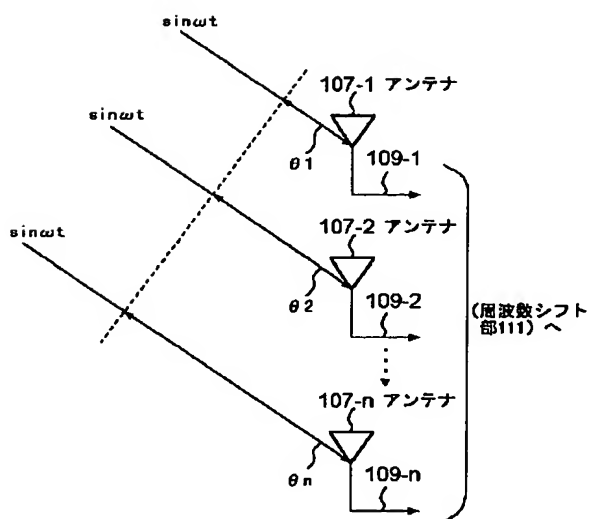 sinωt
107-1 アンテナ
sinωt
θ1
109-1
sinωt
107-2 アンテナ
θ2
109-2
(周波数シフト
部111)へ
107-n アンテナ
θn
109-n